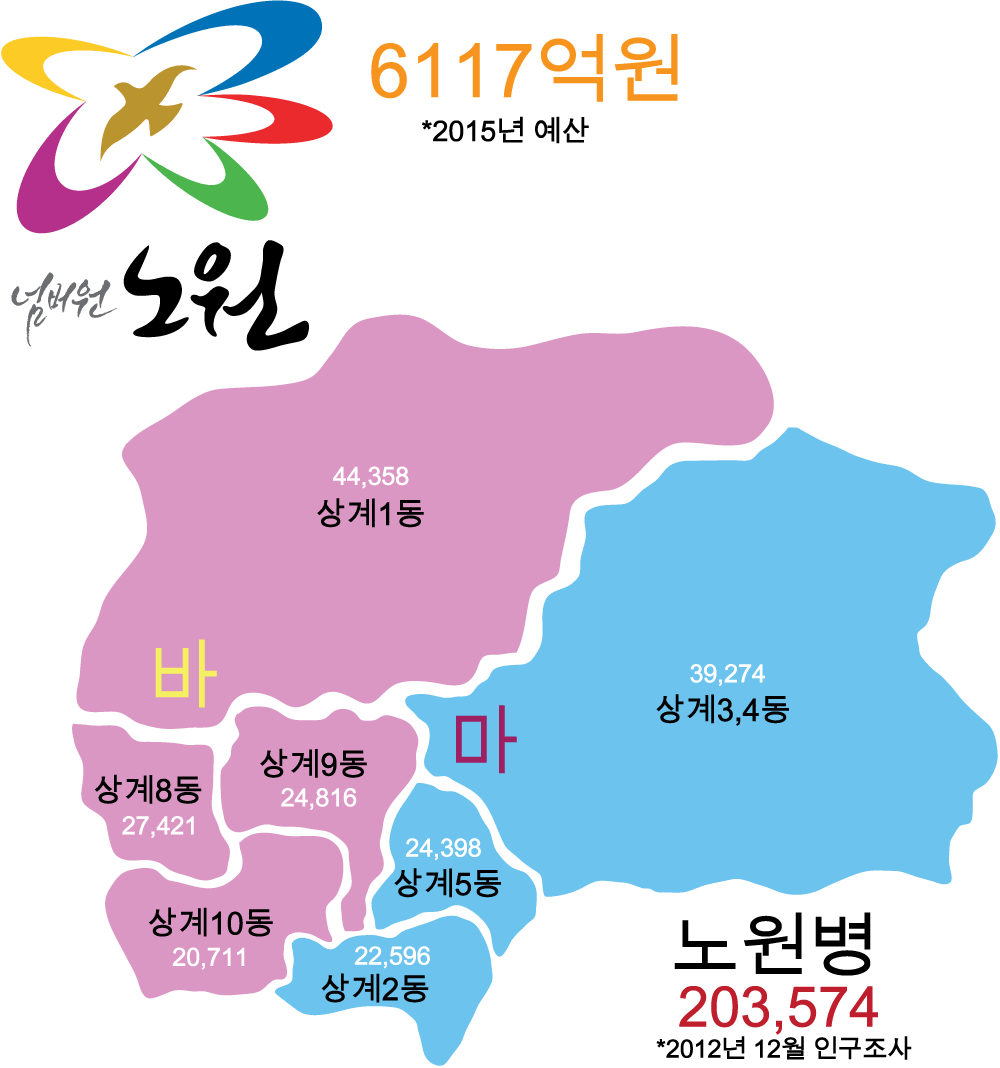 6117억원
*2015년 예산
넘버원 노원
44,358
상계1동
바
39,274
상계3,4동
마
상계9동
24,816
상계8동
27,421
24,398
상계5동
상계10동
20,711
22,596
상계2동
노원병
203,574
*2012년 12월 인구조사